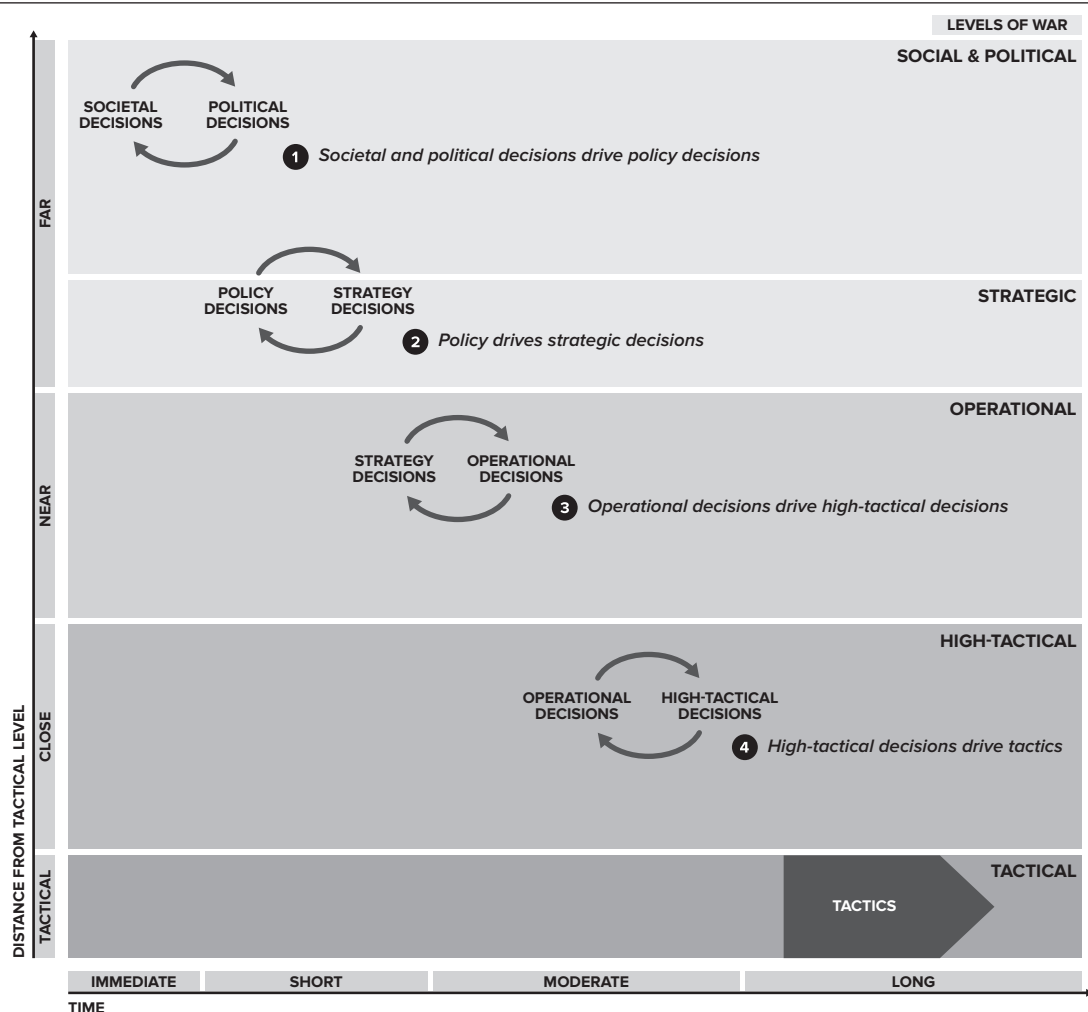 LEVELS OF WAR
SOCIAL & POLITICAL
SOCIETAL
DECISIONS
POLITICAL
DECISIONS
1 Societal and political decisions drive policy decisions
FAR
STRATEGIC
POLICY
DECISIONS
STRATEGY
DECISIONS
2 Policy drives strategic decisions
OPERATIONAL
STRATEGY
DECISIONS
OPERATIONAL
DECISIONS
3 Operational decisions drive high-tactical decisions
NEAR
HIGH-TACTICAL
OPERATIONAL
DECISIONS
HIGH-TACTICAL
DECISIONS
4 High-tactical decisions drive tactics
CLOSE
TACTICAL
TACTICS
TACTICAL
DISTANCE FROM TACTICAL LEVEL
IMMEDIATE
SHORT
MODERATE
LONG
TIME